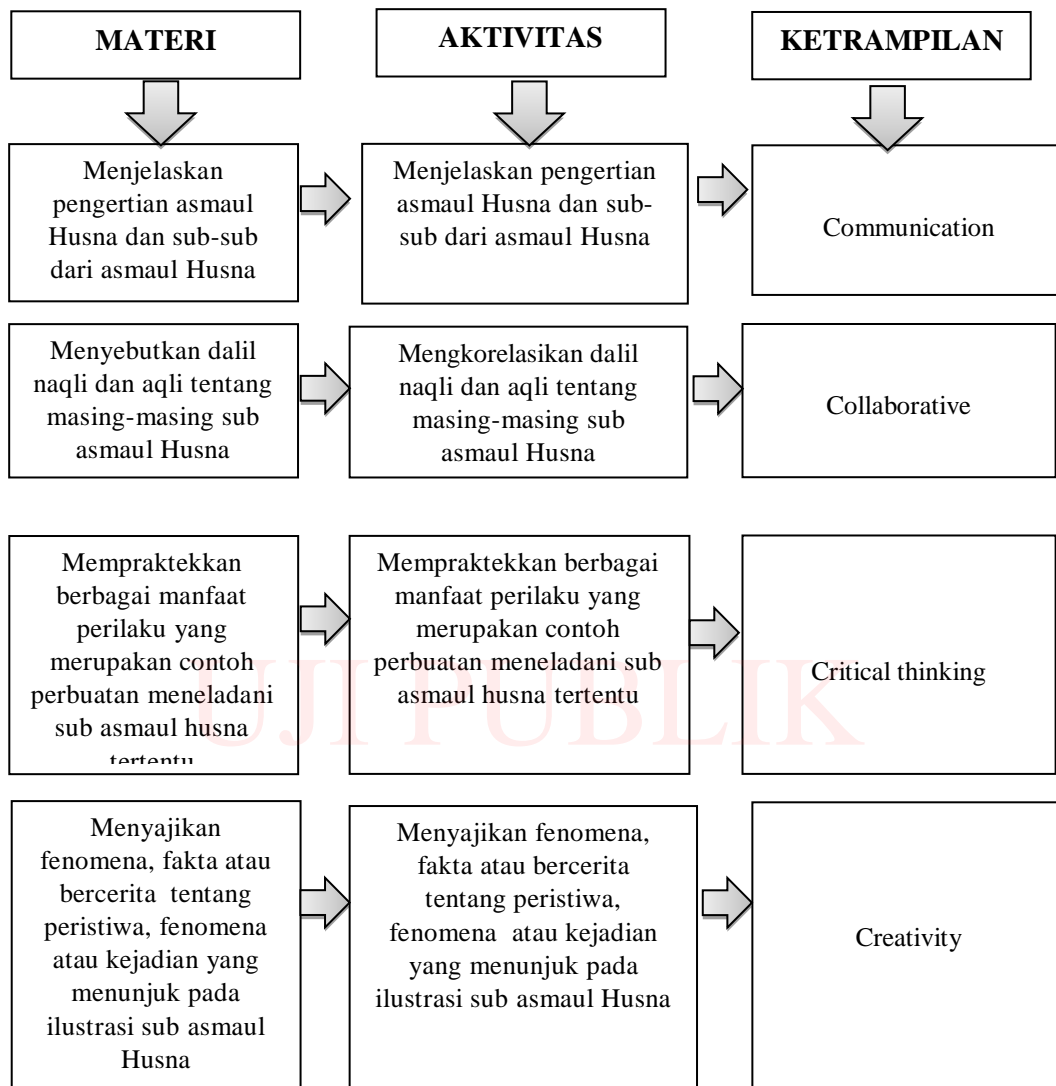 MATERI
AKTIVITAS
KETRAMPILAN
Menjelaskan
pengertian asmaul
Husna dan sub-sub
dari asmaul Husna
Menjelaskan pengertian
asmaul Husna dan sub-
sub dari asmaul Husna
Communication
Menyebutkan dalil
naqli dan aqli tentang
masing-masing sub
asmaul Husna
Mengkorelasikan dalil
naqli dan aqli tentang
masing-masing sub
asmaul Husna
Collaborative
Mempraktekkan
berbagai manfaat
perilaku yang
merupakan contoh
perbuatan meneladani
sub asmaul husna
tertentu
Mempraktekkan berbagai
manfaat perilaku yang
merupakan contoh
perbuatan meneladani sub
asmaul husna tertentu
Critical thinking
UJI PUBLIK
Menyajikan
fenomena, fakta atau
bercerita tentang
peristiwa, fenomena
atau kejadian yang
menunjuk pada
ilustrasi sub asmaul
Husna
Menyajikan fenomena,
fakta atau bercerita
tentang peristiwa,
fenomena atau kejadian
yang menunjuk pada
ilustrasi sub asmaul Husna
Creativity